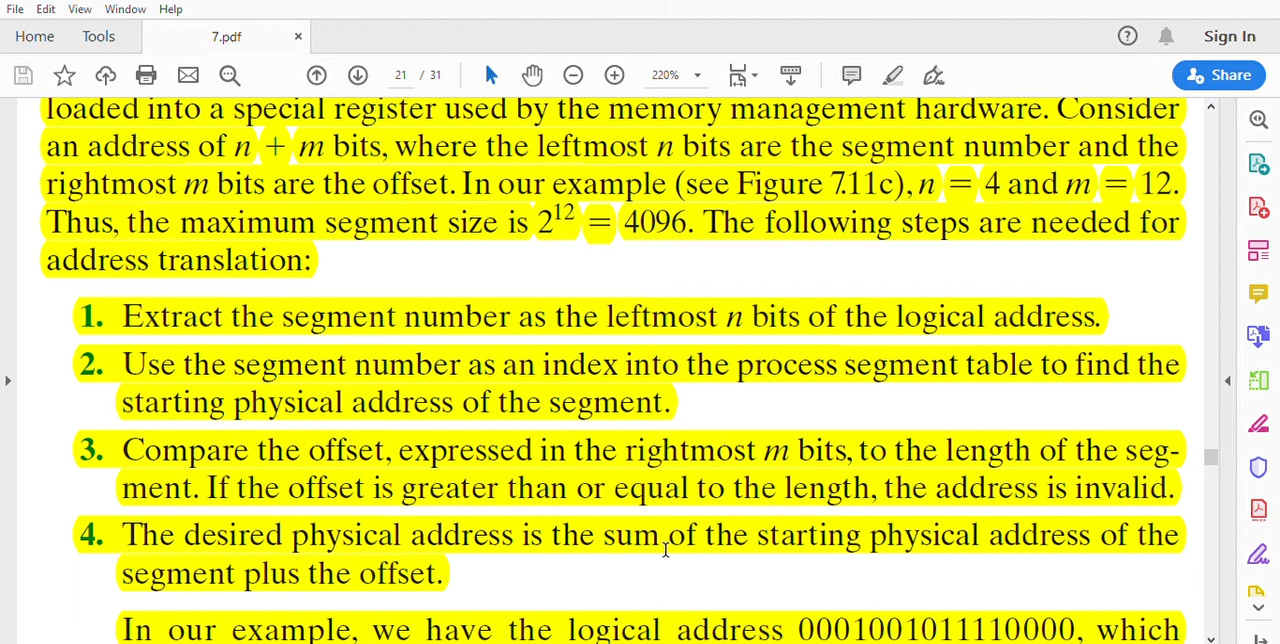 File Edit View Window Help
Home Tools 7.pdf × Sign In
21 / 31 220% Share
loaded into a special register used by the memory management hardware. Consider
an address of n + m bits, where the leftmost n bits are the segment number and the
rightmost m bits are the offset. In our example (see Figure 7.11c), n = 4 and m = 12.
Thus, the maximum segment size is 2¹² = 4096. The following steps are needed for
address translation:
1. Extract the segment number as the leftmost n bits of the logical address.
2. Use the segment number as an index into the process segment table to find the
starting physical address of the segment.
3. Compare the offset, expressed in the rightmost m bits, to the length of the seg-
ment. If the offset is greater than or equal to the length, the address is invalid.
4. The desired physical address is the sum of the starting physical address of the
segment plus the offset.
In our example, we have the logical address 0001001011110000, which